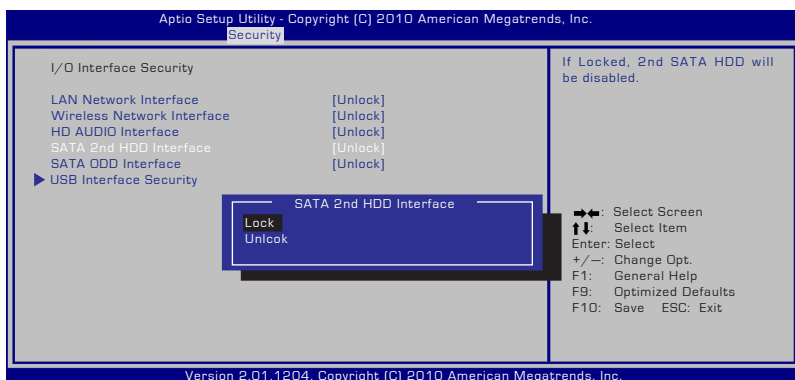 Aptio Setup Utility - Copyright (C) 2010 American Megatrends, Inc.
Security
I/O Interface Security
LAN Network Interface [Unlock]
Wireless Network Interface [Unlock]
HD AUDIO Interface [Unlock]
SATA 2nd HDD Interface [Unlock]
SATA ODD Interface [Unlock]
USB Interface Security
SATA 2nd HDD Interface
Lock
Unlcok
If Locked, 2nd SATA HDD will
be disabled.
→←: Select Screen
↑↓: Select Item
Enter: Select
+/—: Change Opt.
F1: General Help
F9: Optimized Defaults
F10: Save ESC: Exit
Version 2.01.1204. Copyright (C) 2010 American Megatrends, Inc.